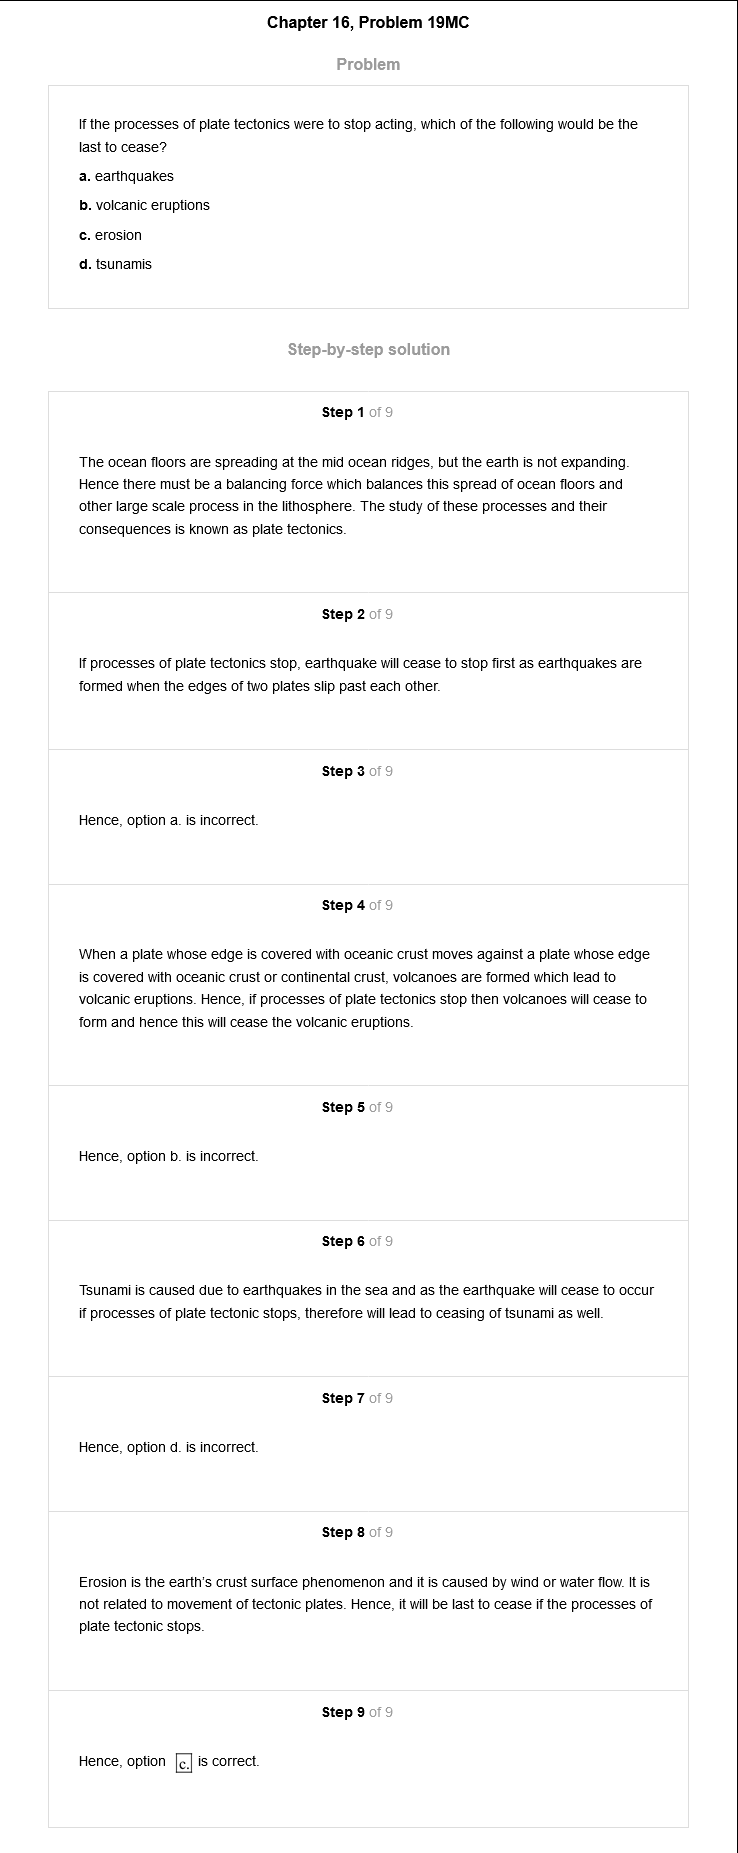 Chapter 16, Problem 19MC
Problem
If the processes of plate tectonics were to stop acting, which of the following would be the
last to cease?
a. earthquakes
b. volcanic eruptions
c. erosion
d. tsunamis
Step-by-step solution
Step 1 of 9
The ocean floors are spreading at the mid ocean ridges, but the earth is not expanding.
Hence there must be a balancing force which balances this spread of ocean floors and
other large scale process in the lithosphere. The study of these processes and their
consequences is known as plate tectonics.
Step 2 of 9
If processes of plate tectonics stop, earthquake will cease to stop first as earthquakes are
formed when the edges of two plates slip past each other.
Step 3 of 9
Hence, option a. is incorrect.
Step 4 of 9
When a plate whose edge is covered with oceanic crust moves against a plate whose edge
is covered with oceanic crust or continental crust, volcanoes are formed which lead to
volcanic eruptions. Hence, if processes of plate tectonics stop then volcanoes will cease to
form and hence this will cease the volcanic eruptions.
Step 5 of 9
Hence, option b. is incorrect.
Step 6 of 9
Tsunami is caused due to earthquakes in the sea and as the earthquake will cease to occur
if processes of plate tectonic stops, therefore will lead to ceasing of tsunami as well.
Step 7 of 9
Hence, option d. is incorrect.
Step 8 of 9
Erosion is the earth's crust surface phenomenon and it is caused by wind or water flow. It is
not related to movement of tectonic plates. Hence, it will be last to cease if the processes of
plate tectonic stops.
Step 9 of 9
Hence, option c. is correct.